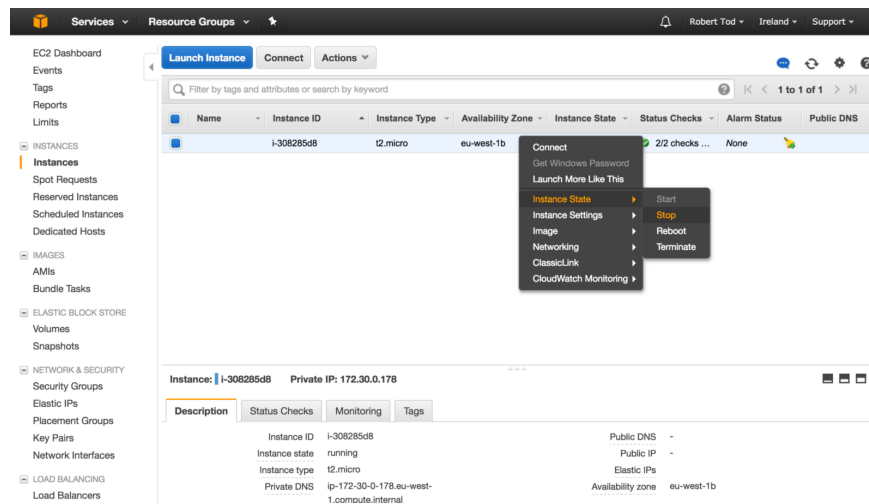 Services Resource Groups Robert Tod Ireland Support
EC2 Dashboard
Events
Tags
Reports
Limits
INSTANCES
Instances
Spot Requests
Reserved Instances
Scheduled Instances
Dedicated Hosts
IMAGES
AMIs
Bundle Tasks
ELASTIC BLOCK STORE
Volumes
Snapshots
NETWORK & SECURITY
Security Groups
Elastic IPs
Placement Groups
Key Pairs
Network Interfaces
LOAD BALANCING
Load Balancers
Launch Instance Connect Actions
Filter by tags and attributes or search by keyword 1 to 1 of 1
Name Instance ID Instance Type Availability Zone Instance State Status Checks Alarm Status Public DNS
i-308285d8 t2.micro eu-west-1b 2/2 checks ... None
Connect
Get Windows Password
Launch More Like This
Instance State
Instance Settings
Image
Networking
ClassicLink
CloudWatch Monitoring
Start
Stop
Reboot
Terminate
Instance: i-308285d8 Private IP: 172.30.0.178
Description Status Checks Monitoring Tags
Instance ID i-308285d8
Instance state running
Instance type t2.micro
Private DNS ip-172-30-0-178.eu-west-
1.compute.internal
Public DNS -
Public IP -
Elastic IPs
Availability zone eu-west-1b